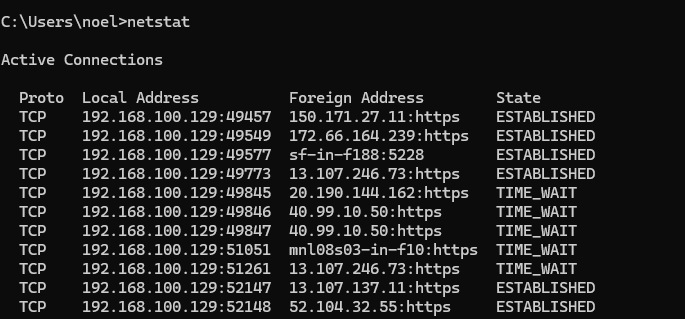 C:\Users\noel>netstat
Active Connections
Proto  Local Address          Foreign Address        State
TCP    192.168.100.129:49457  150.171.27.11:https    ESTABLISHED
TCP    192.168.100.129:49549  172.66.164.239:https   ESTABLISHED
TCP    192.168.100.129:49577  sf-in-f188:5228        ESTABLISHED
TCP    192.168.100.129:49773  13.107.246.73:https    ESTABLISHED
TCP    192.168.100.129:49845  20.190.144.162:https   TIME_WAIT
TCP    192.168.100.129:49846  40.99.10.50:https      TIME_WAIT
TCP    192.168.100.129:49847  40.99.10.50:https      TIME_WAIT
TCP    192.168.100.129:51051  mnl08s03-in-f10:https  TIME_WAIT
TCP    192.168.100.129:51261  13.107.246.73:https    TIME_WAIT
TCP    192.168.100.129:52147  13.107.137.11:https    ESTABLISHED
TCP    192.168.100.129:52148  52.104.32.55:https     ESTABLISHED